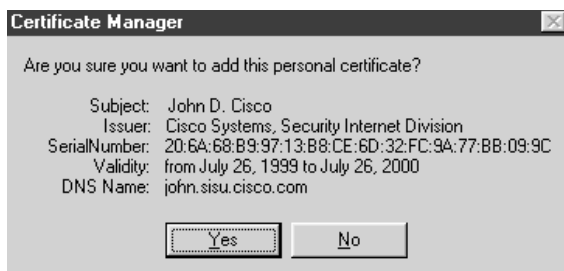 Certificate Manager
Are you sure you want to add this personal certificate?
Subject: John D. Cisco
Issuer: Cisco Systems, Security Internet Division
SerialNumber: 20:6A:68:B9:97:13:B8:CE:6D:32:FC:9A:77:BB:09:9C
Validity: from July 26, 1999 to July 26, 2000
DNS Name: john.sisu.cisco.com
Yes No